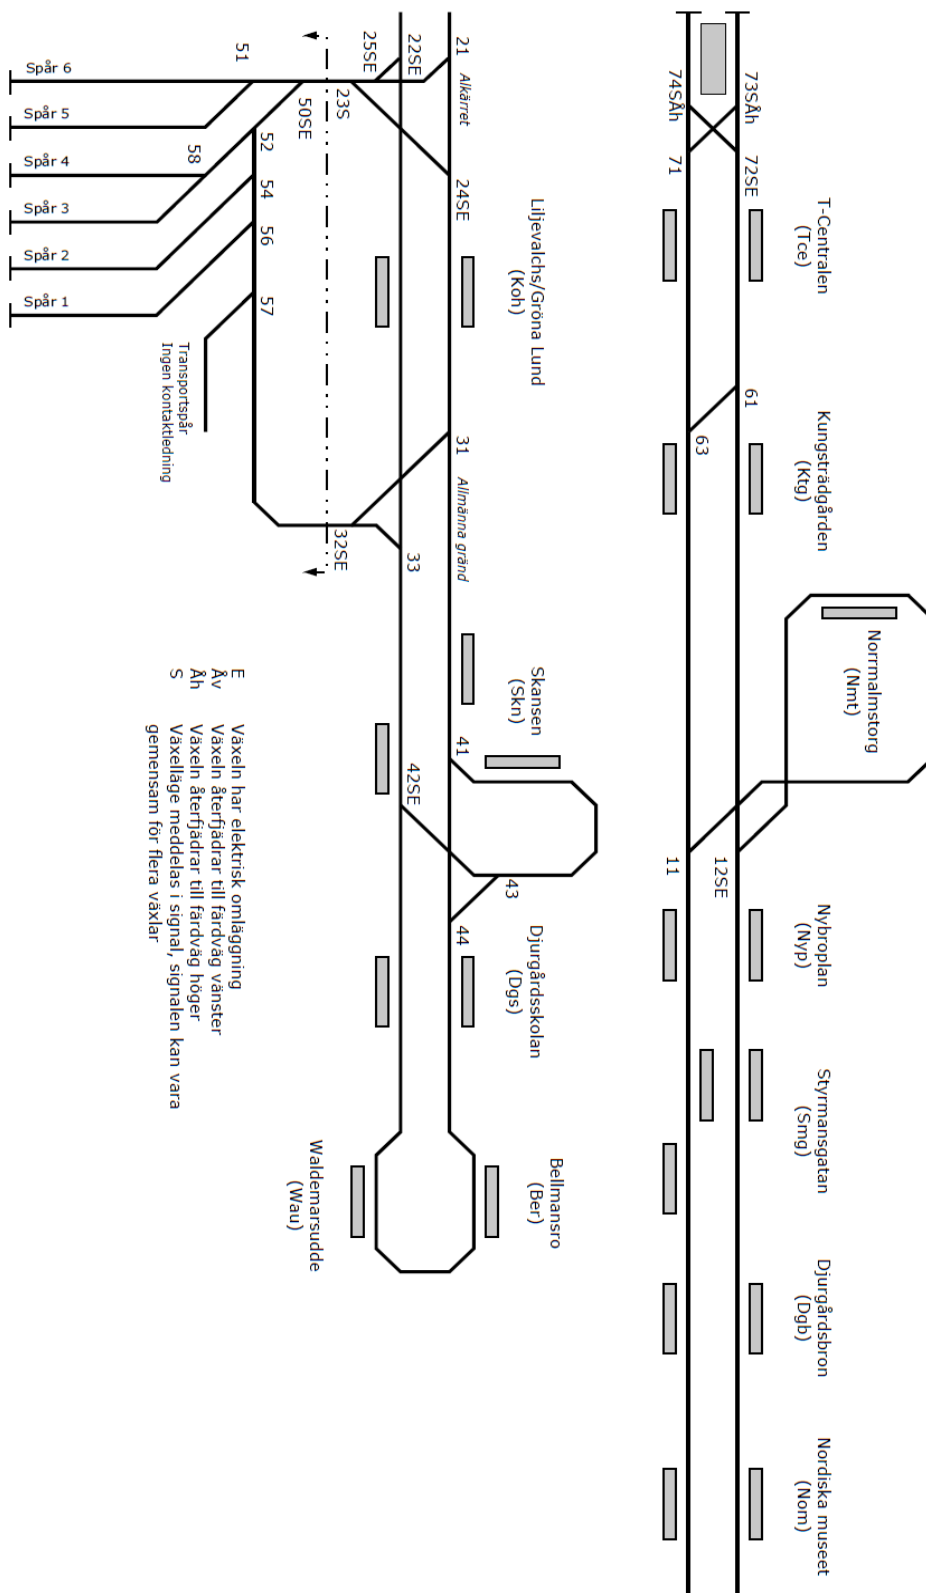 T-Centralen
(Tce)
Kungsträdgården
(Ktg)
Norrmalmstorg
(Nmt)
Nybroplan
(Nyp)
Styrmansgatan
(Smg)
Djurgårdsbron
(Dgb)
Nordiska museet
(Nom)
73SÅh
72SE
61
12SE
74SÅh
71
63
11
Liljevalchs/Gröna Lund
(Koh)
Skansen
(Skn)
Djurgårdsskolan
(Dgs)
Bellmansro
(Ber)
21
Alkärret
24SE
31
Allmänna gränd
41
43
44
22SE
25SE
33
42SE
23S
32SE
50SE
Waldemarsudde
(Wau)
51
52
54
56
57
58
Spår 6
Spår 5
Spår 4
Spår 3
Spår 2
Spår 1
Transportspår
Ingen kontaktledning
E Växeln har elektrisk omläggning
Åv Växeln återfjädrar till färdväg vänster
Åh Växeln återfjädrar till färdväg höger
S Växelläge meddelas i signal, signalen kan vara
gemensam för flera växlar